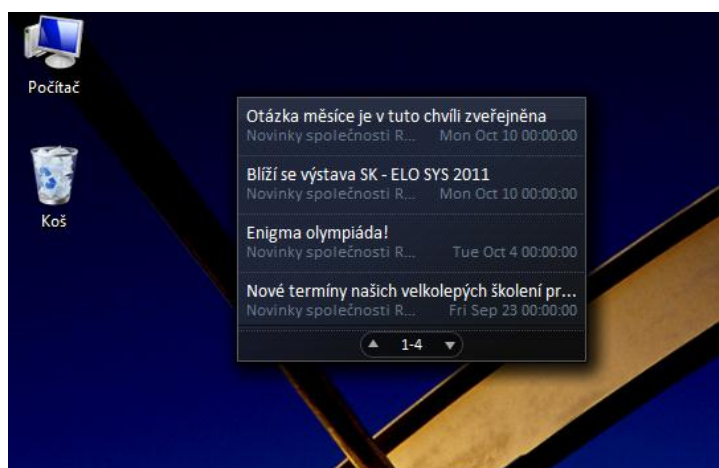 Počítač
Koš
Otázka měsíce je v tuto chvíli zveřejněna
Novinky společnosti R... Mon Oct 10 00:00:00
Blíží se výstava SK - ELO SYS 2011
Novinky společnosti R... Mon Oct 10 00:00:00
Enigma olympiáda!
Novinky společnosti R... Tue Oct 4 00:00:00
Nové termíny našich velkolepých školení pr...
Novinky společnosti R... Fri Sep 23 00:00:00
1-4